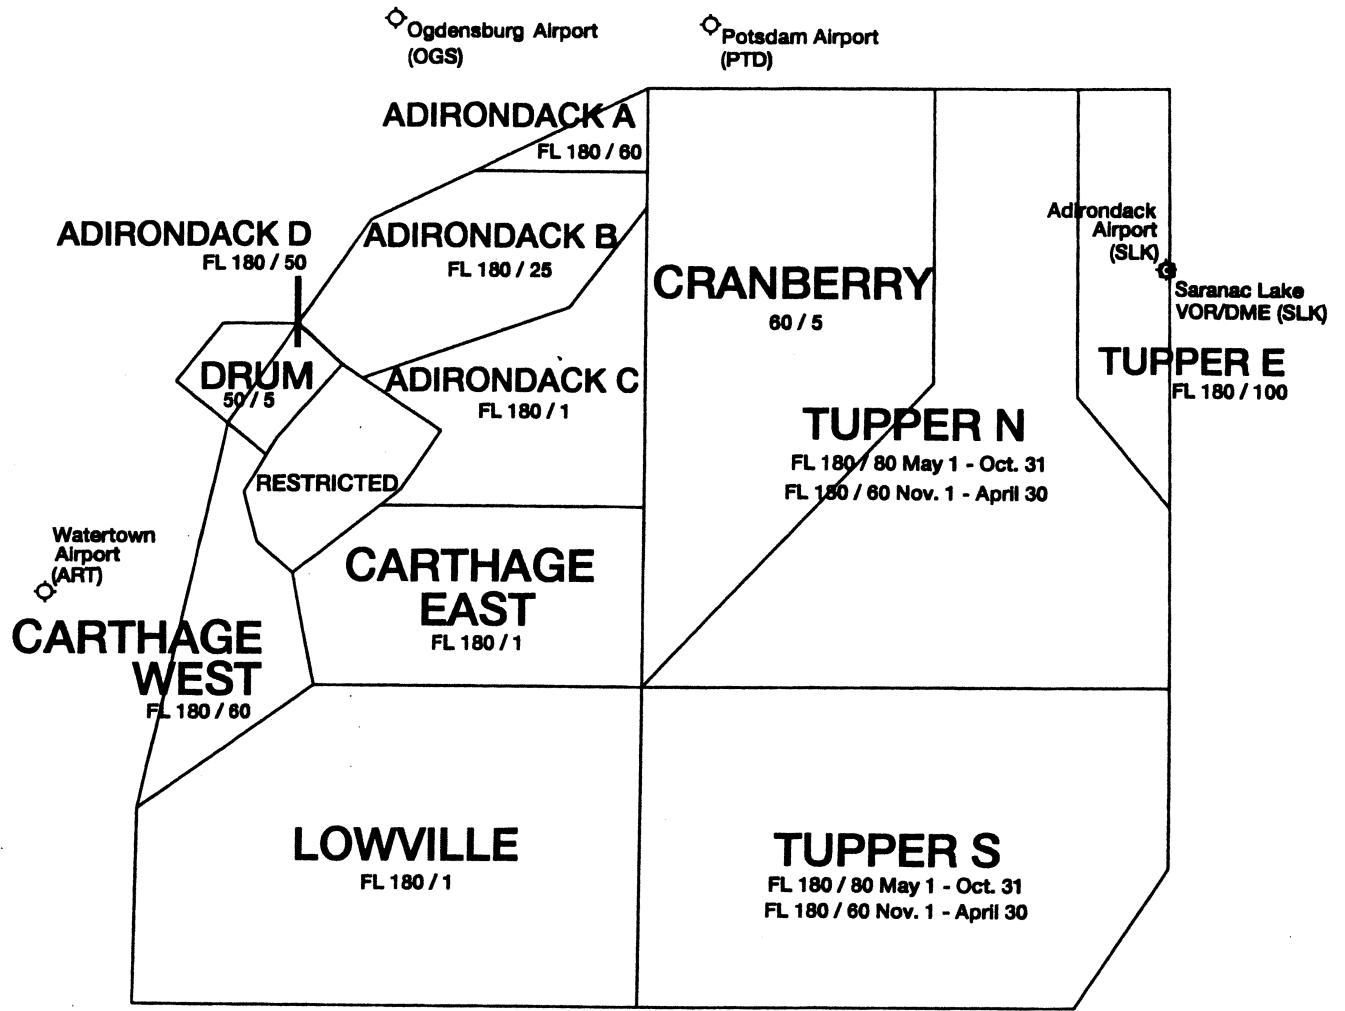 Ogdensburg Airport
(OGS)
Potsdam Airport
(PTD)
ADIRONDACK A
FL 180 / 60
ADIRONDACK D
FL 180 / 50
ADIRONDACK B
FL 180 / 25
CRANBERRY
60 / 5
Adirondack
Airport
(SLK)
Saranac Lake
VOR/DME (SLK)
TUPPER E
FL 180 / 100
DRUM
50 / 5
ADIRONDACK C
FL 180 / 1
TUPPER N
FL 180 / 80 May 1 - Oct. 31
FL 180 / 60 Nov. 1 - April 30
RESTRICTED
Watertown
Airport
(ART)
CARTHAGE
EAST
FL 180 / 1
CARTHAGE
WEST
FL 180 / 60
LOWVILLE
FL 180 / 1
TUPPER S
FL 180 / 80 May 1 - Oct. 31
FL 180 / 60 Nov. 1 - April 30